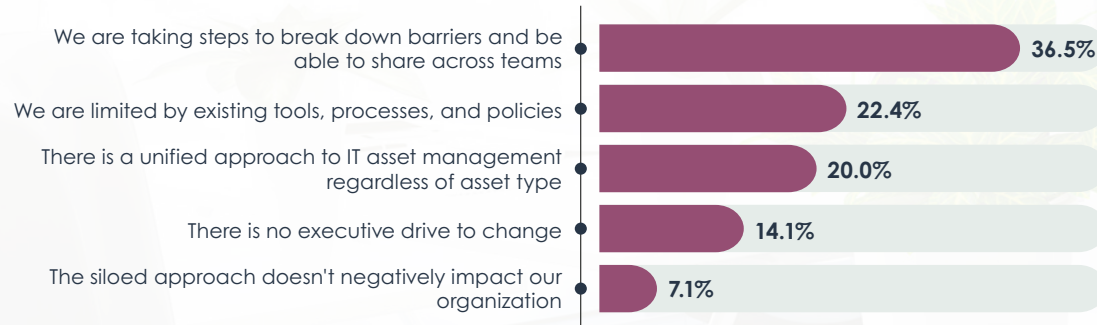 We are taking steps to break down barriers and be
able to share across teams
36.5%
We are limited by existing tools, processes, and policies
22.4%
There is a unified approach to IT asset management
regardless of asset type
20.0%
There is no executive drive to change
14.1%
The siloed approach doesn't negatively impact our
organization
7.1%